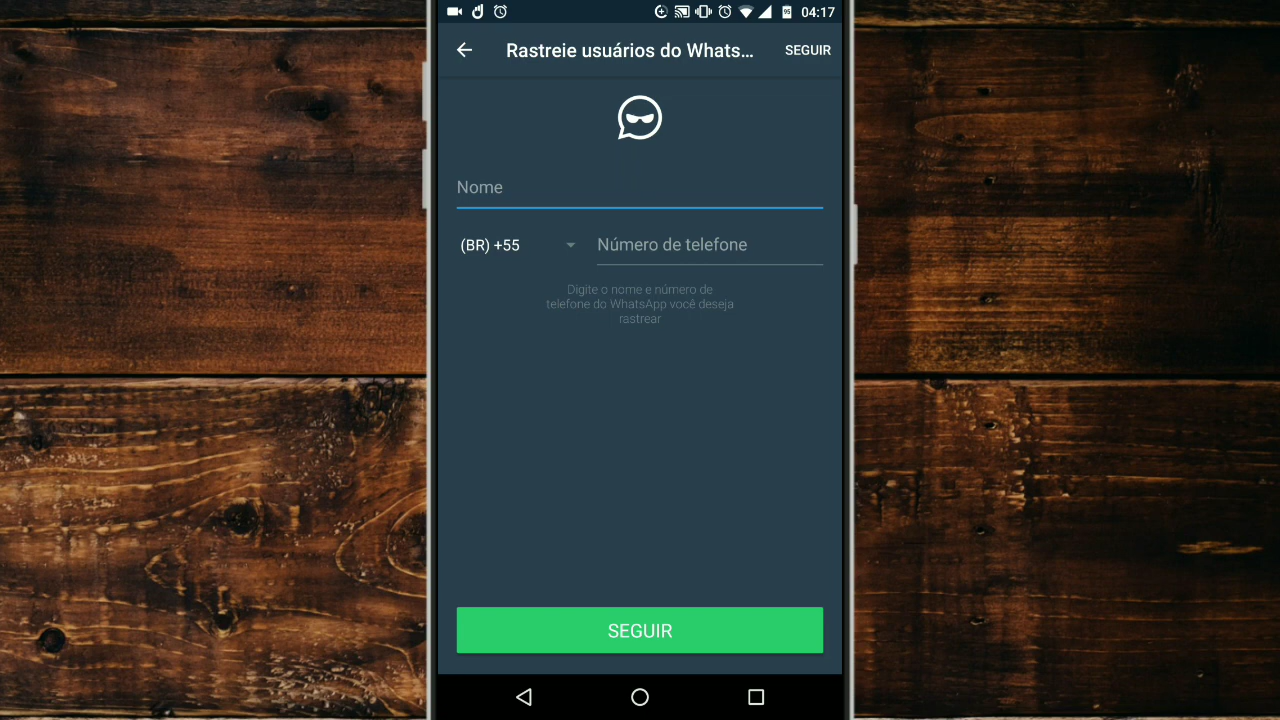 04:17
Rastreie usuários do Whats...
SEGUIR
Nome
(BR) +55
Número de telefone
Digite o nome e número de
telefone do WhatsApp você deseja
rastrear
SEGUIR